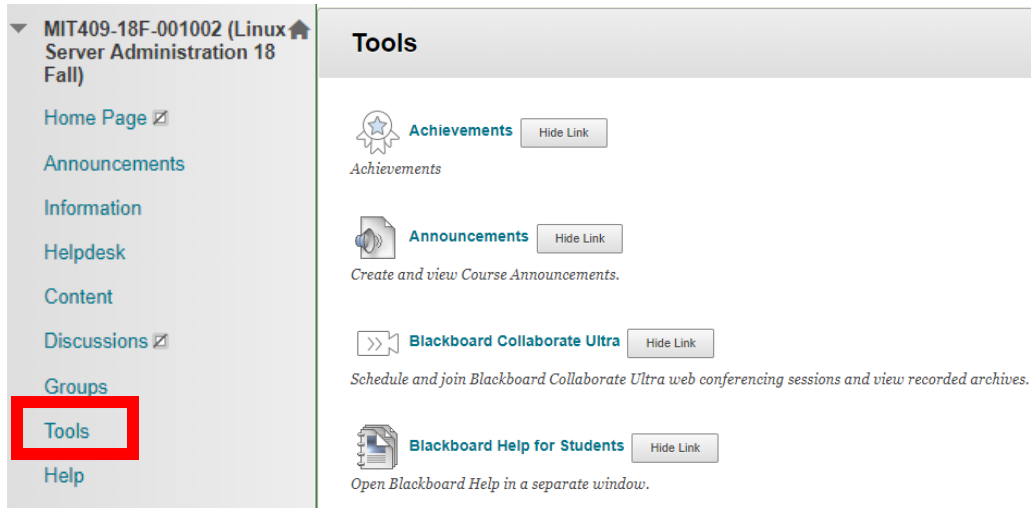 MIT409-18F-001002 (Linux
Server Administration 18
Fall)
Home Page
Announcements
Information
Helpdesk
Content
Discussions
Groups
Tools
Help
Tools
Achievements Hide Link
Achievements
Announcements Hide Link
Create and view Course Announcements.
Blackboard Collaborate Ultra Hide Link
Schedule and join Blackboard Collaborate Ultra web conferencing sessions and view recorded archives.
Blackboard Help for Students Hide Link
Open Blackboard Help in a separate window.